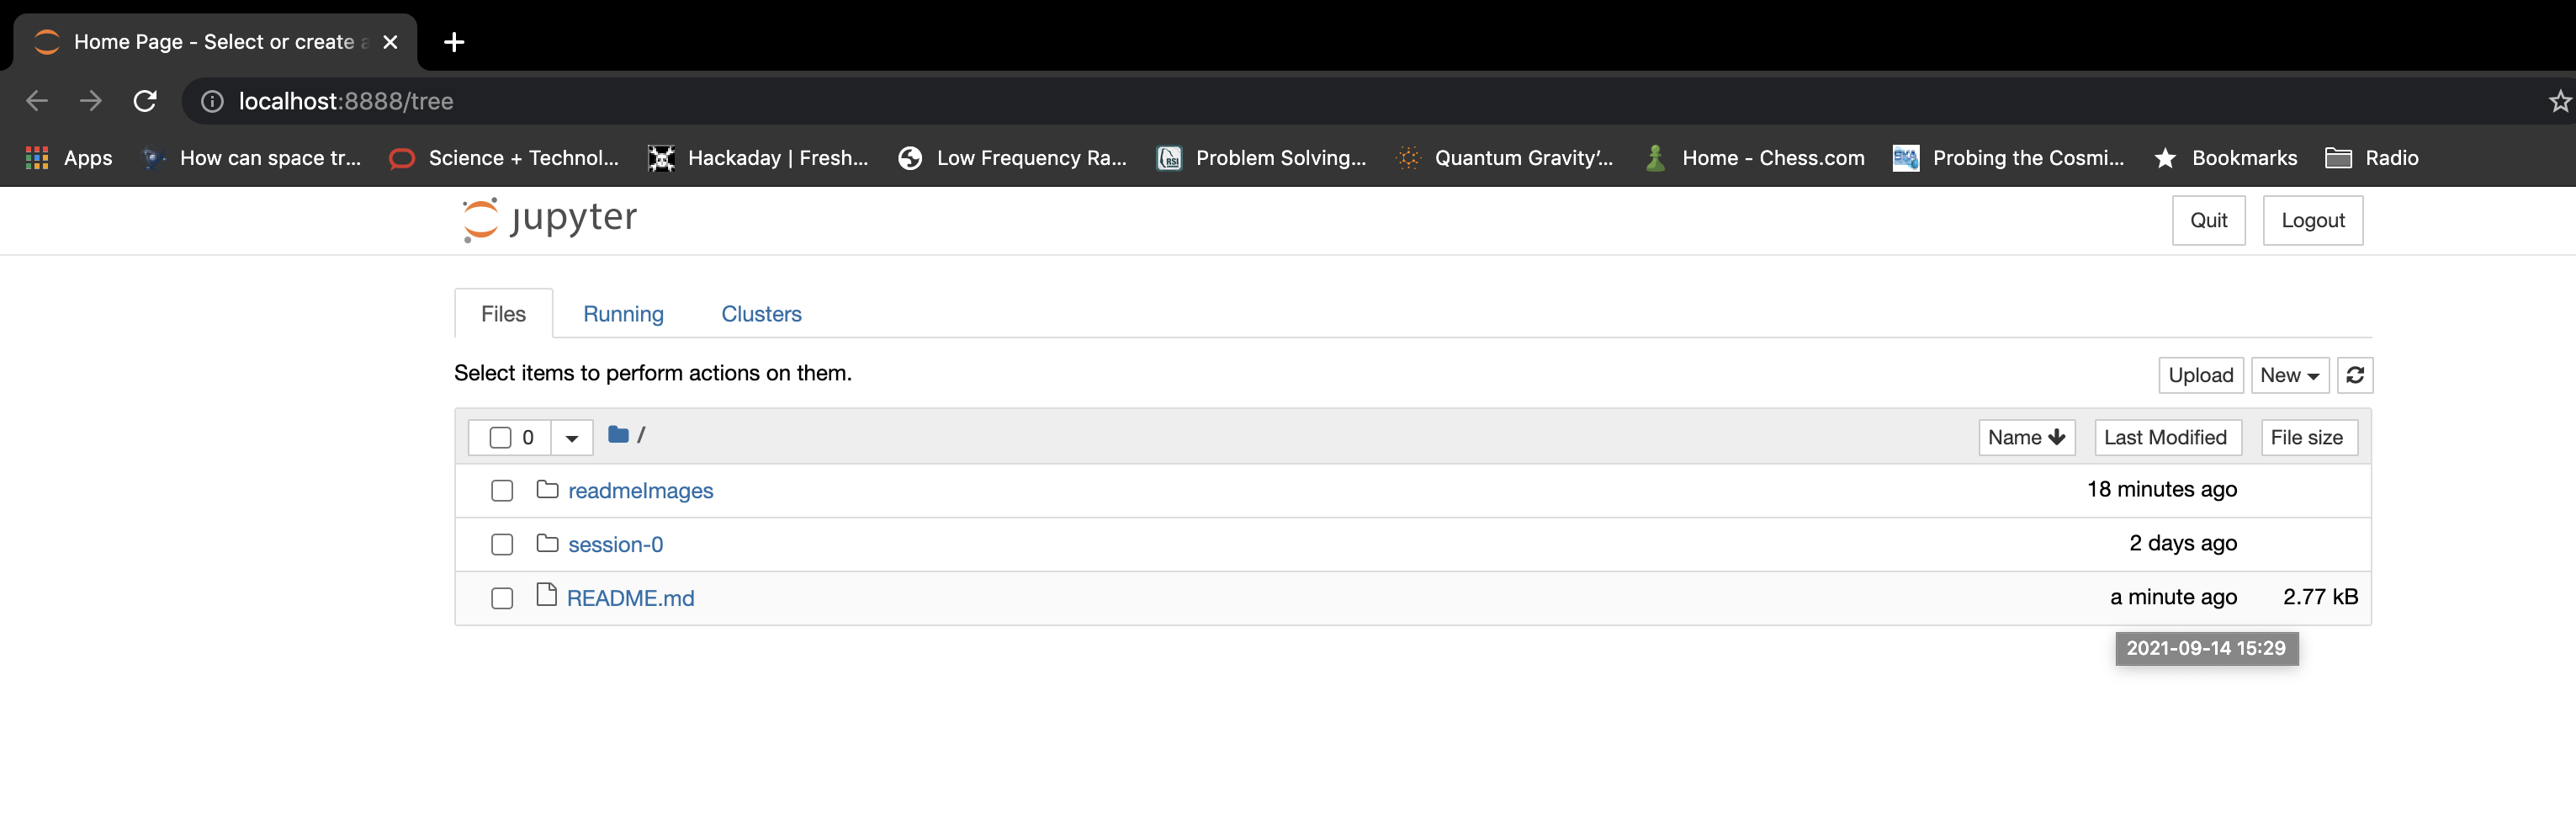 Home Page - Select or create a
localhost:8888/tree
Apps How can space tr... Science + Technol... Hackaday | Fresh... Low Frequency Ra... RSI Problem Solving... Quantum Gravity'... Home - Chess.com SKA Probing the Cosmi... Bookmarks Radio
jupyter Quit Logout
Files Running Clusters
Select items to perform actions on them. Upload New
0 / Name Last Modified File size
readmeImages 18 minutes ago
session-0 2 days ago
README.md a minute ago 2.77 kB
2021-09-14 15:29